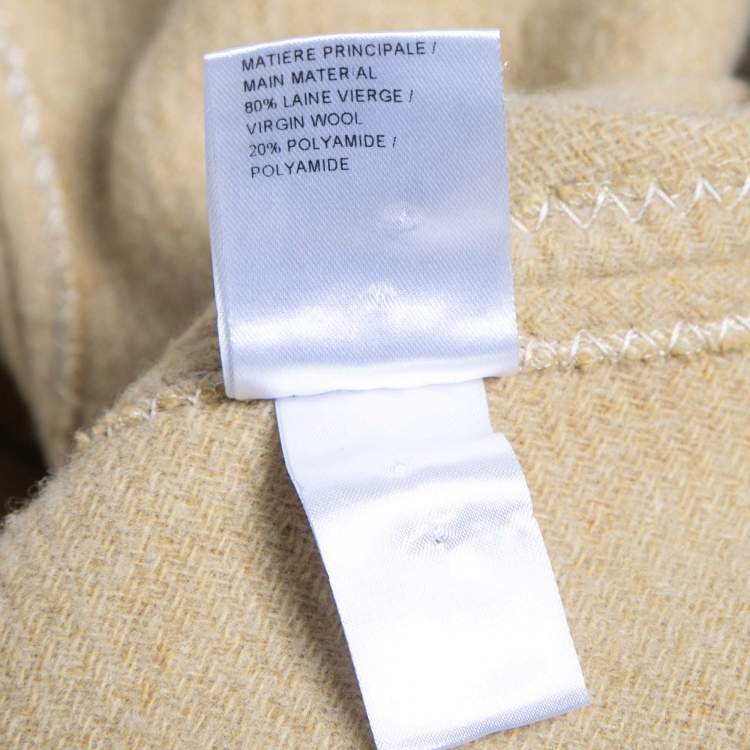 MATIERE PRINCIPALE /
MAIN MATERIAL
80% LAINE VIERGE /
VIRGIN WOOL
20% POLYAMIDE /
POLYAMIDE